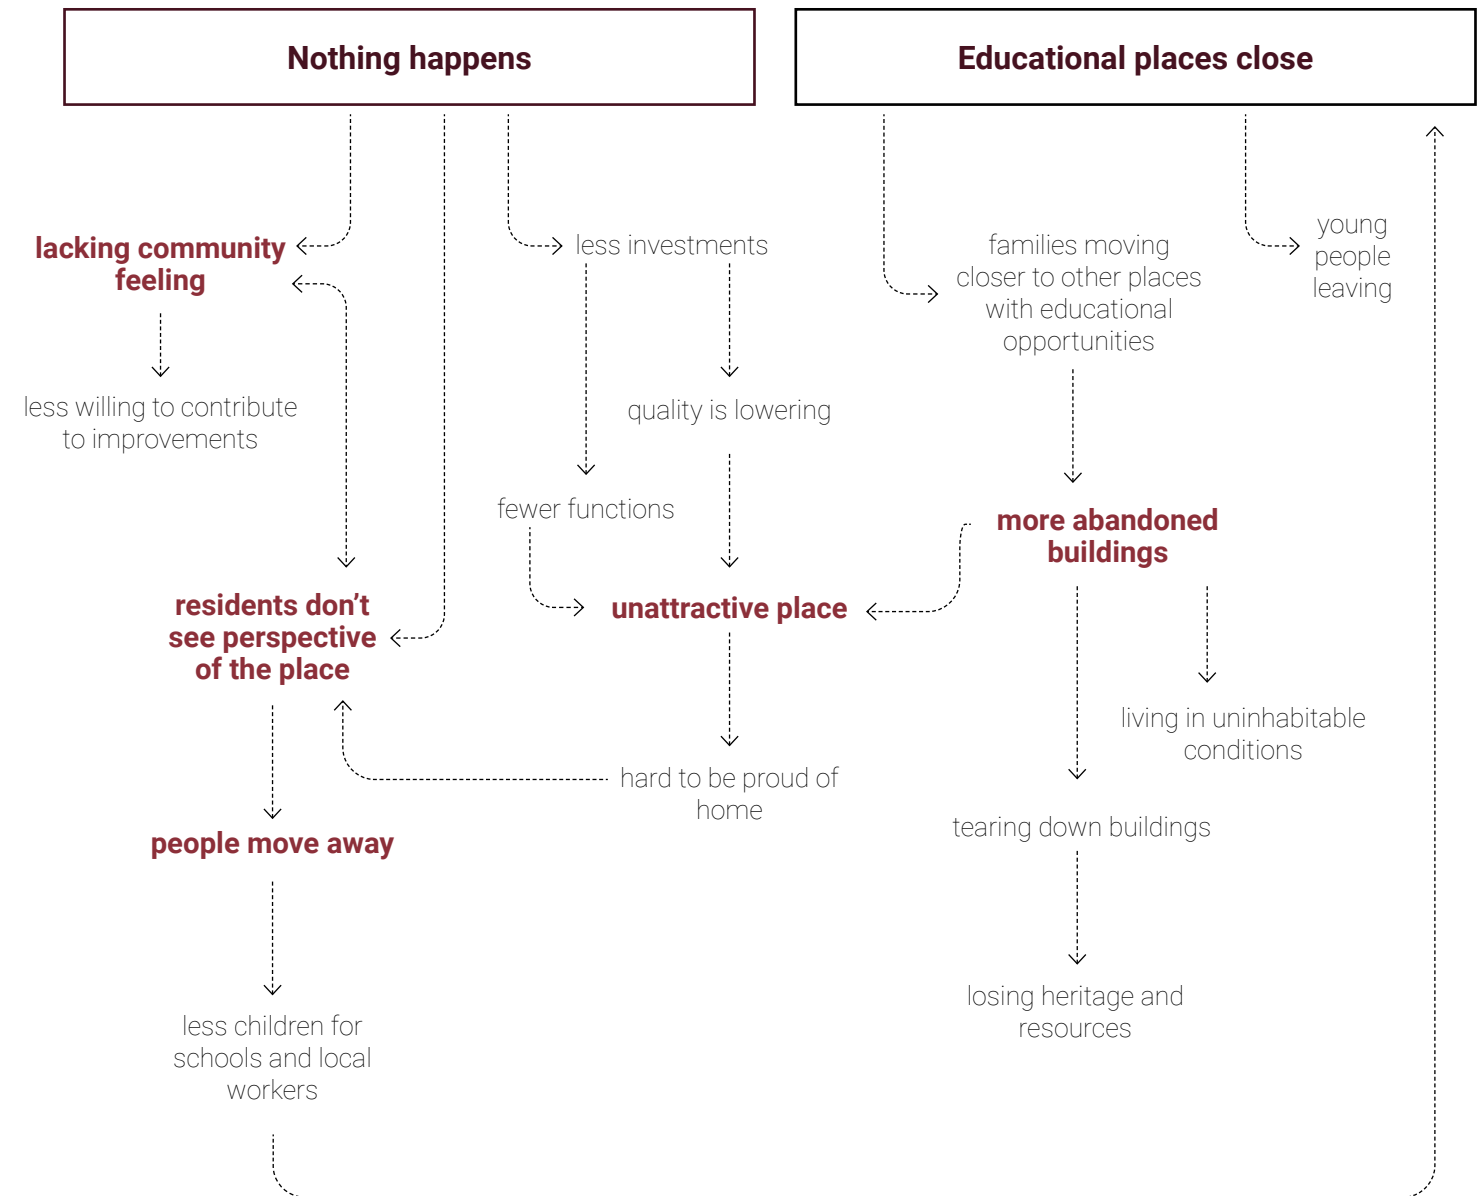 Nothing happens
Educational places close
lacking community
feeling
less investments
families moving
closer to other places
with educational
opportunities
young
people
leaving
less willing to contribute
to improvements
quality is lowering
fewer functions
more abandoned
buildings
residents don’t
see perspective
of the place
unattractive place
living in uninhabitable
conditions
hard to be proud of
home
tearing down buildings
people move away
losing heritage and
resources
less children for
schools and local
workers